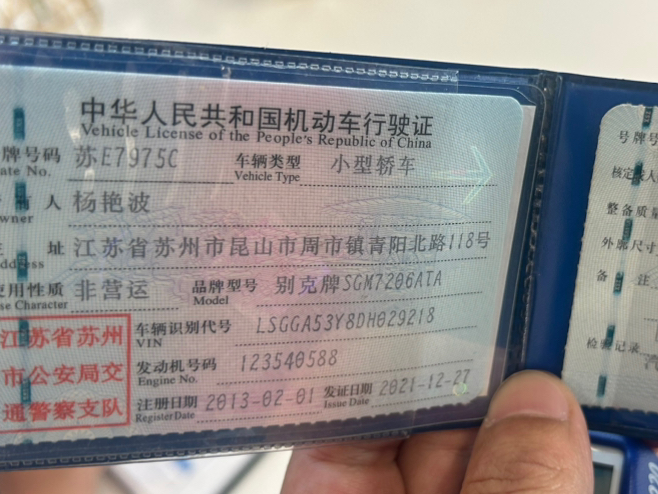 中华人民共和国机动车行驶证
Vehicle License of the People's Republic of China
牌号码 苏E7975C 车辆类型 小型轿车
ate No. Vehicle Type
有人 杨艳波
wner
址 江苏省苏州市昆山市周市镇青阳北路118号
ddress
使用性质 非营运 品牌型号 别克牌SGM7206ATA
se Character Model
江苏省苏州
市公安局交
通警察支队
车辆识别代号 LSGGA53Y8DH029218
VIN
发动机号码 123540588
Engine No.
注册日期 2013-02-01 发证日期 2021-12-27
Register Date Issue Date
号牌号
核定载人
整备质量
外廓尺寸
备 注
检验记录